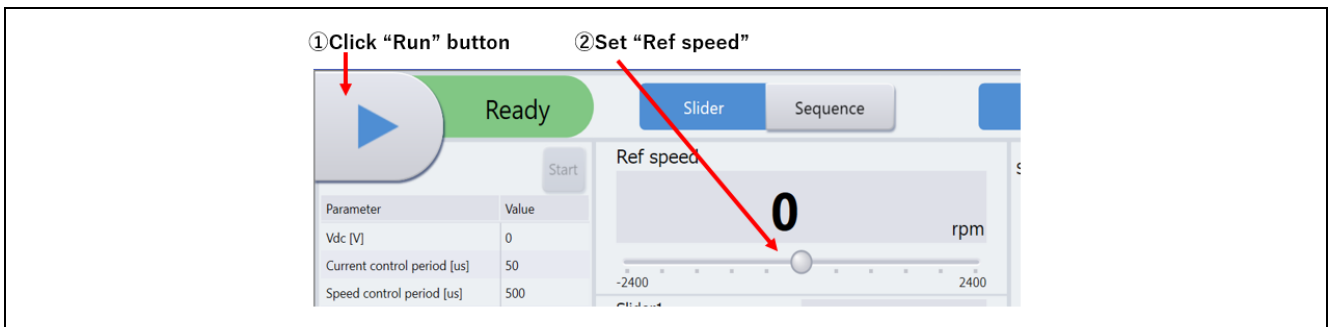 ①Click “Run” button
②Set “Ref speed”
Ready
Slider
Sequence
Start
Ref speed
0
rpm
-2400
2400
Parameter Value
Vdc [V] 0
Current control period [us] 50
Speed control period [us] 500